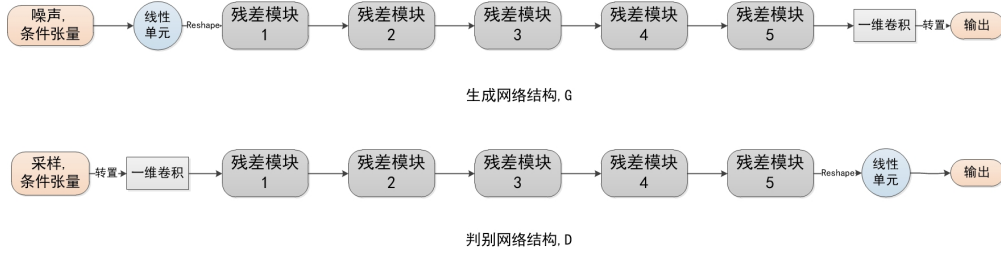 噪声,
条件张量
线性
单元
Reshape
残差模块
1
残差模块
2
残差模块
3
残差模块
4
残差模块
5
一维卷积
转置
输出
生成网络结构,G
采样,
条件张量
转置
一维卷积
残差模块
1
残差模块
2
残差模块
3
残差模块
4
残差模块
5
Reshape
线性
单元
输出
判别网络结构,D